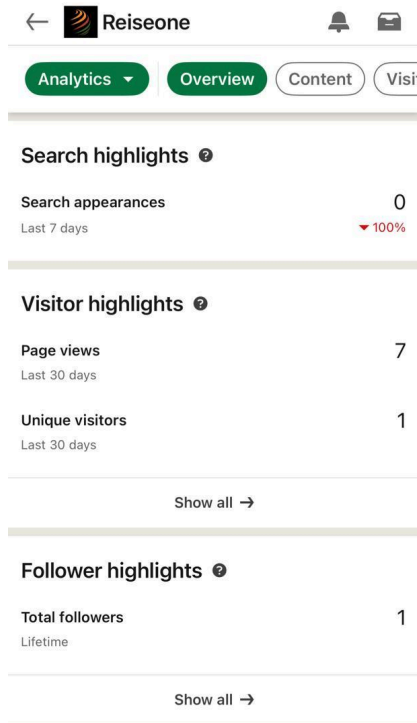 Reiseone
Analytics
Overview
Content
Search highlights
Search appearances
0
Last 7 days
100%
Visitor highlights
Page views
7
Last 30 days
Unique visitors
1
Last 30 days
Show all →
Follower highlights
Total followers
1
Lifetime
Show all →